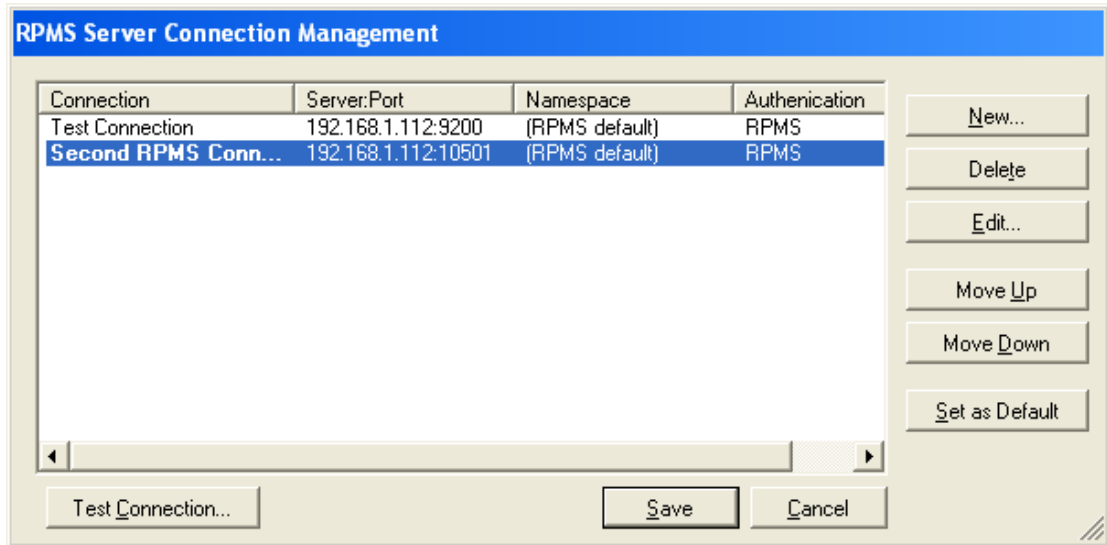 RPMS Server Connection Management
Connection Server:Port Namespace Authenication
Test Connection 192.168.1.112:9200 (RPMS default) RPMS
Second RPMS Conn... 192.168.1.112:10501 (RPMS default) RPMS
New...
Delete
Edit...
Move Up
Move Down
Set as Default
Test Connection... Save Cancel